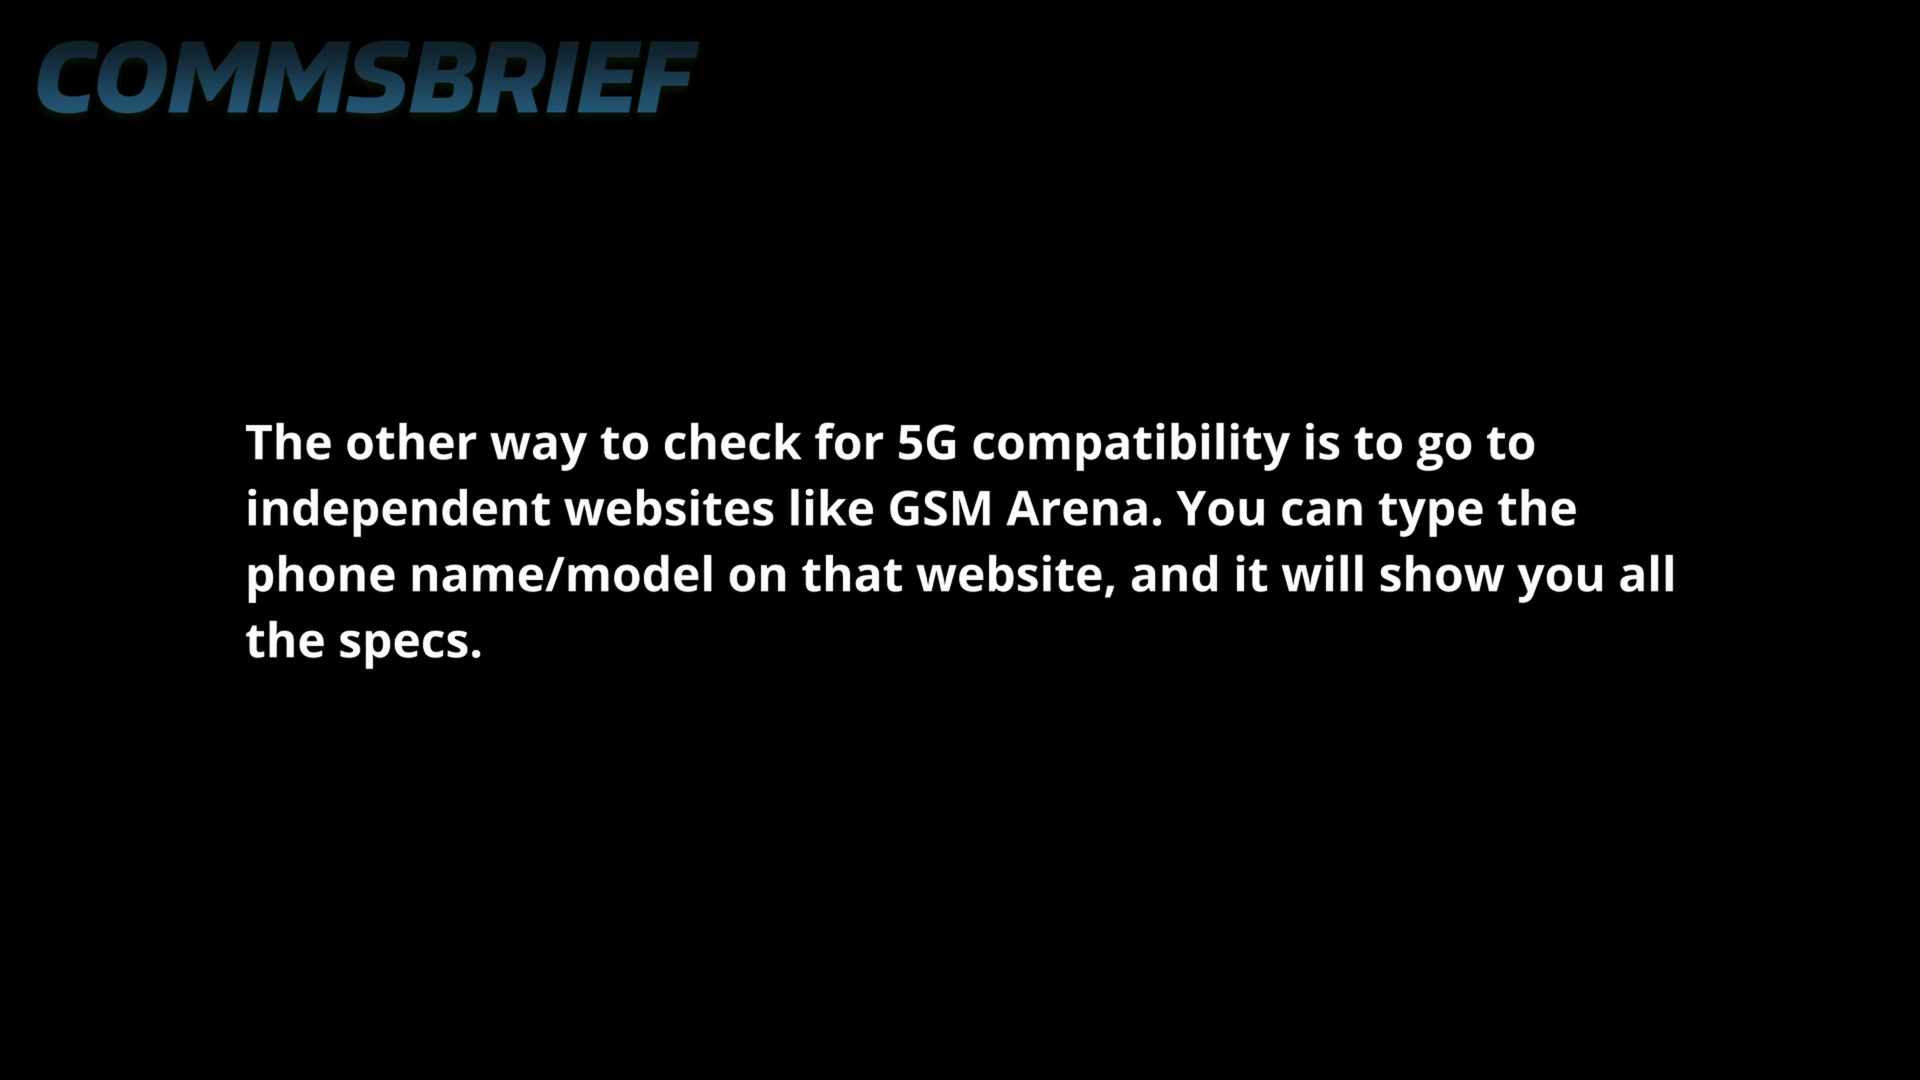 COMMSBRIEF
The other way to check for 5G compatibility is to go to
independent websites like GSM Arena. You can type the
phone name/model on that website, and it will show you all
the specs.